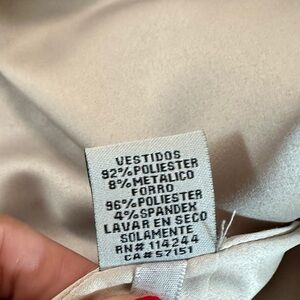 VESTIDOS
92%POLIESTER
8%METALICO
FORRO
96%POLIESTER
4%SPANDEX
LAVAR EN SECO
SOLAMENTE
RN# 114244
CA#57151